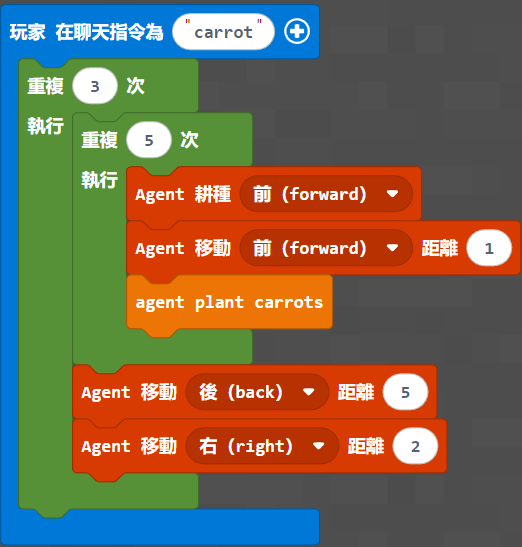 玩家 在聊天指令為 "carrot"
重複 3 次
執行 重複 5 次
執行 Agent 耕種 前 (forward)
Agent 移動 前 (forward) 距離 1
agent plant carrots
Agent 移動 後 (back) 距離 5
Agent 移動 右 (right) 距離 2